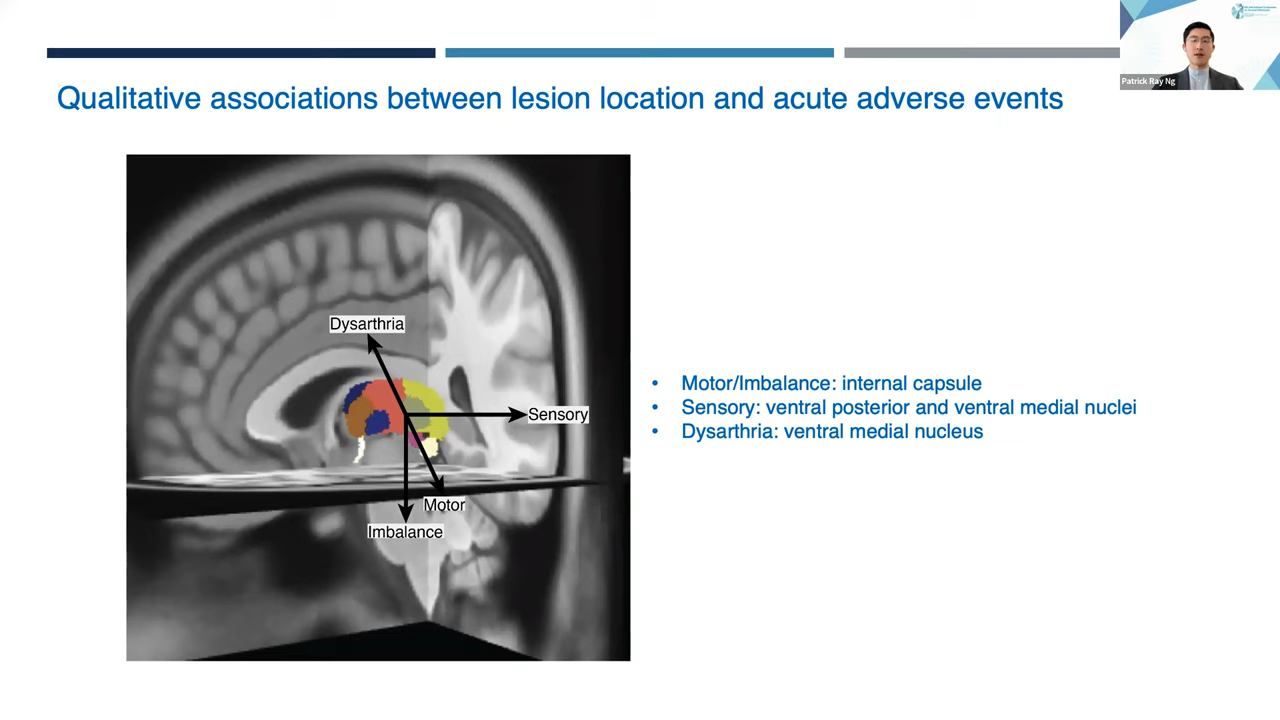 Patrick Ray Ng
Qualitative associations between lesion location and acute adverse events
Dysarthria
Sensory
Motor
Imbalance
• Motor/Imbalance: internal capsule
• Sensory: ventral posterior and ventral medial nuclei
• Dysarthria: ventral medial nucleus